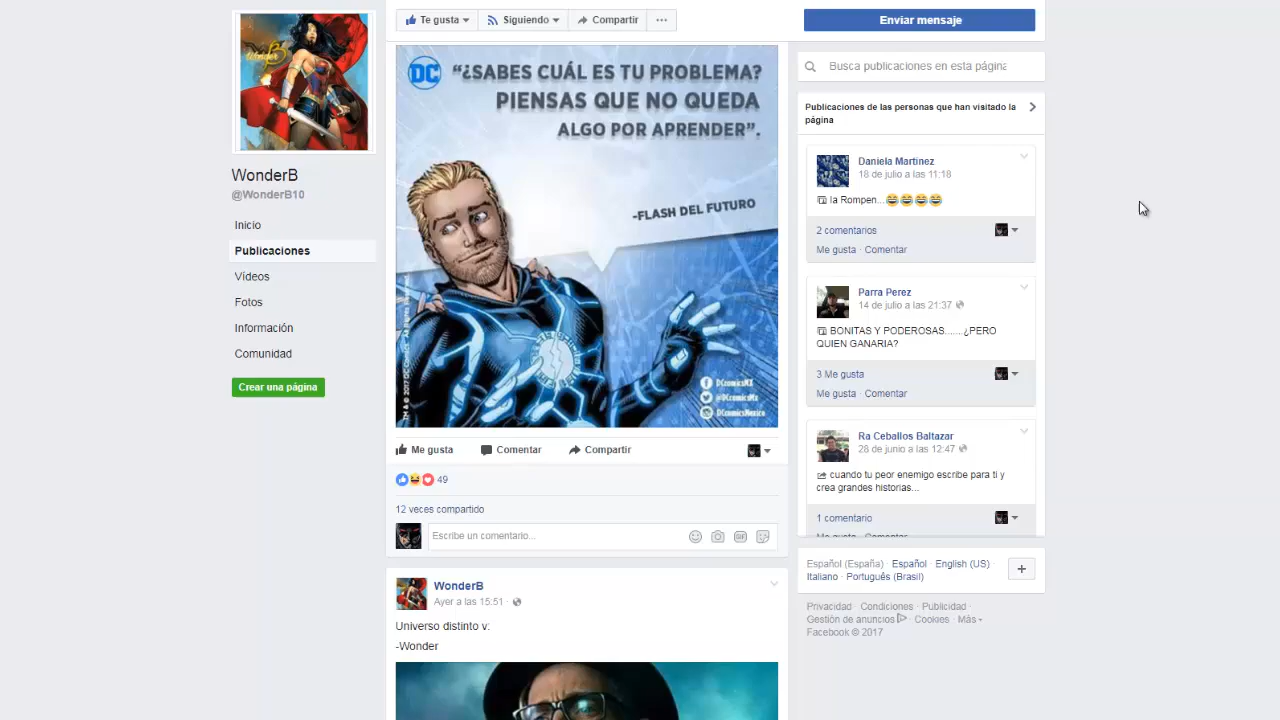 Wonder B
WonderB
@WonderB10
Inicio
Publicaciones
Vídeos
Fotos
Información
Comunidad
Crear una página
Te gusta
Siguiendo
Compartir
Enviar mensaje
DC
“¿SABES CUÁL ES TU PROBLEMA?
PIENSAS QUE NO QUEDA
ALGO POR APRENDER”.
-FLASH DEL FUTURO
DCcomicsMX
@DCcomicsMx
DCcomicsMexico
Me gusta Comentar Compartir
49
12 veces compartido
Escribe un comentario...
GIF
WonderB
Ayer a las 15:51 ·
Universo distinto v:
-Wonder
Busca publicaciones en esta página
Publicaciones de las personas que han visitado la
página
Daniela Martinez
18 de julio a las 11:18
la Rompen...😂😂😂😂
2 comentarios
Me gusta · Comentar
Parra Perez
14 de julio a las 21:37
BONITAS Y PODEROSAS.......¿PERO
QUIEN GANARIA?
3 Me gusta
Me gusta · Comentar
Ra Ceballos Baltazar
28 de junio a las 12:47
cuando tu peor enemigo escribe para ti y
crea grandes historias...
1 comentario
Me gusta · Comentar
Español (España) · Español · English (US) ·
Italiano · Português (Brasil)
Privacidad · Condiciones · Publicidad ·
Gestión de anuncios · Cookies · Más
Facebook © 2017